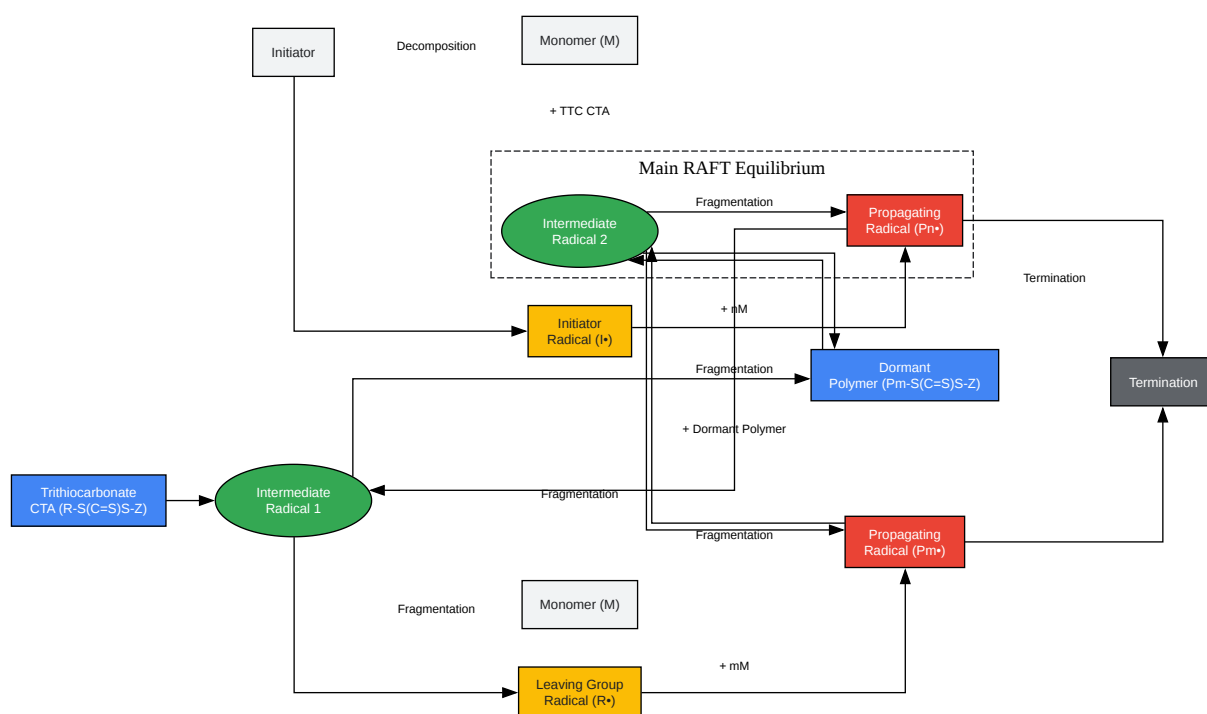 Initiator
Decomposition
Monomer (M)
+ TTC CTA
Main RAFT Equilibrium
Intermediate
Radical 2
Fragmentation
Propagating
Radical (Pn•)
Termination
Initiator
Radical (I•)
+ nM
Fragmentation
Dormant
Polymer (Pm-S(C=S)S-Z)
Termination
+ Dormant Polymer
Trithiocarbonate
CTA (R-S(C=S)S-Z)
Intermediate
Radical 1
Fragmentation
Fragmentation
Propagating
Radical (Pm•)
Fragmentation
Monomer (M)
+ mM
Leaving Group
Radical (R•)